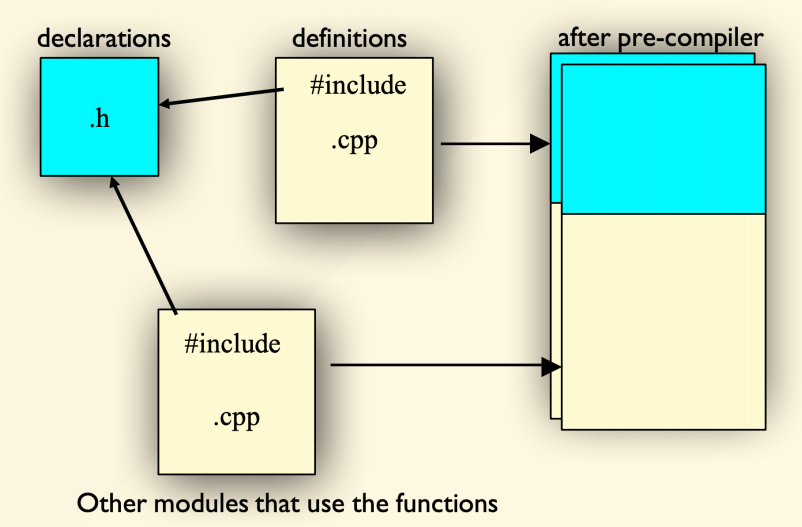 declarations
definitions
after pre-compiler
.h
#include
.cpp
#include
.cpp
Other modules that use the functions